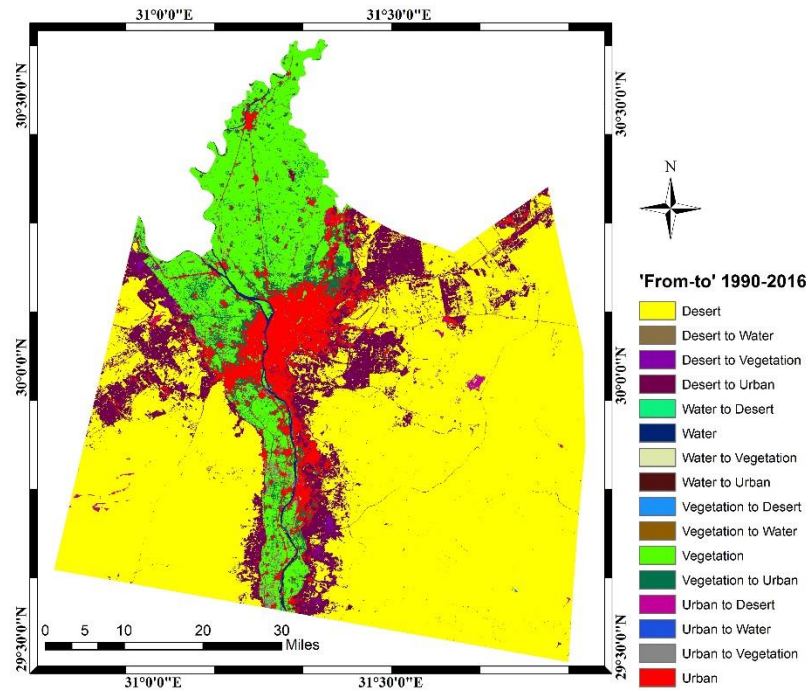 31°0'0"E
31°30'0"E
30°30'0"N
30°30'0"N
30°0'0"N
30°0'0"N
29°30'0"N
29°30'0"N
N
'From-to' 1990-2016
Desert
Desert to Water
Desert to Vegetation
Desert to Urban
Water to Desert
Water
Water to Vegetation
Water to Urban
Vegetation to Desert
Vegetation to Water
Vegetation
Vegetation to Urban
Urban to Desert
Urban to Water
Urban to Vegetation
Urban
0 5 10 20 30
Miles
31°0'0"E
31°30'0"E